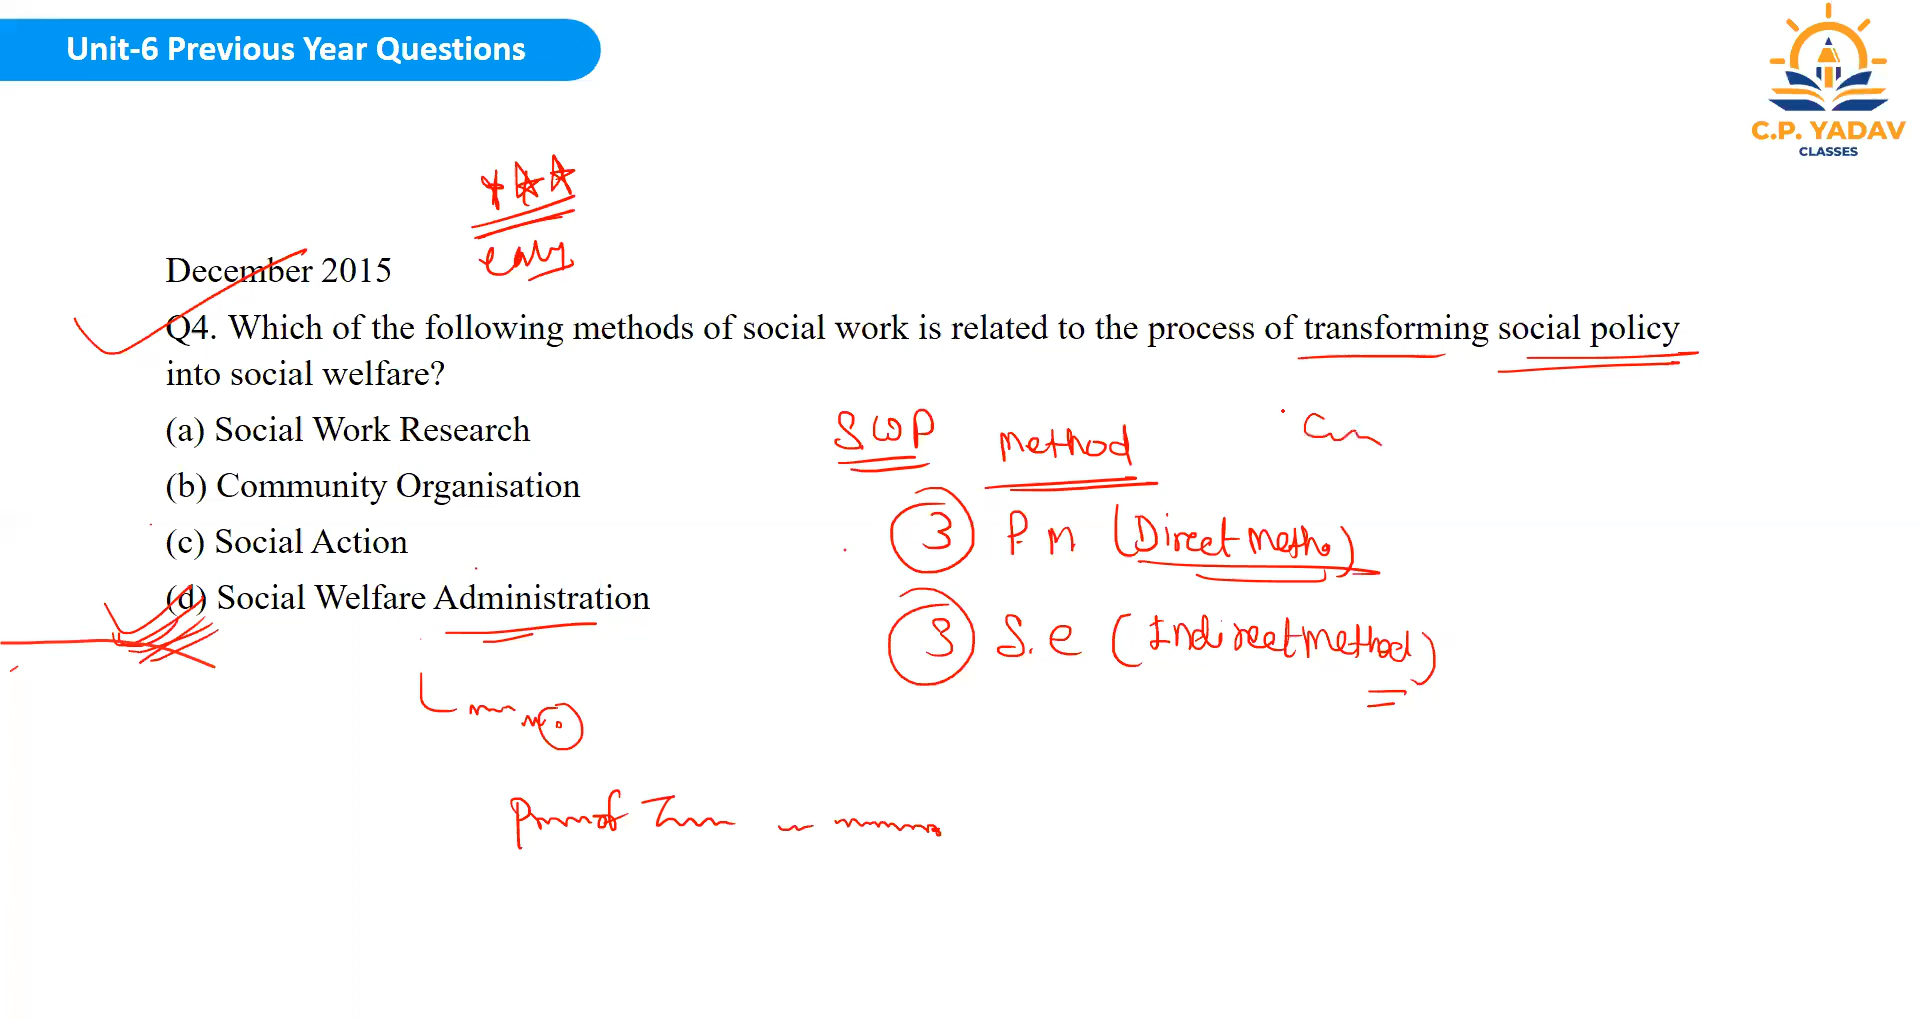 Unit-6 Previous Year Questions
C.P. YADAV
CLASSES
easy
December 2015
Q4. Which of the following methods of social work is related to the process of transforming social policy
into social welfare?
(a) Social Work Research
(b) Community Organisation
(c) Social Action
(d) Social Welfare Administration
SWP Method
3 P.M (Direct Metho)
3 S.e (Indirect Method)